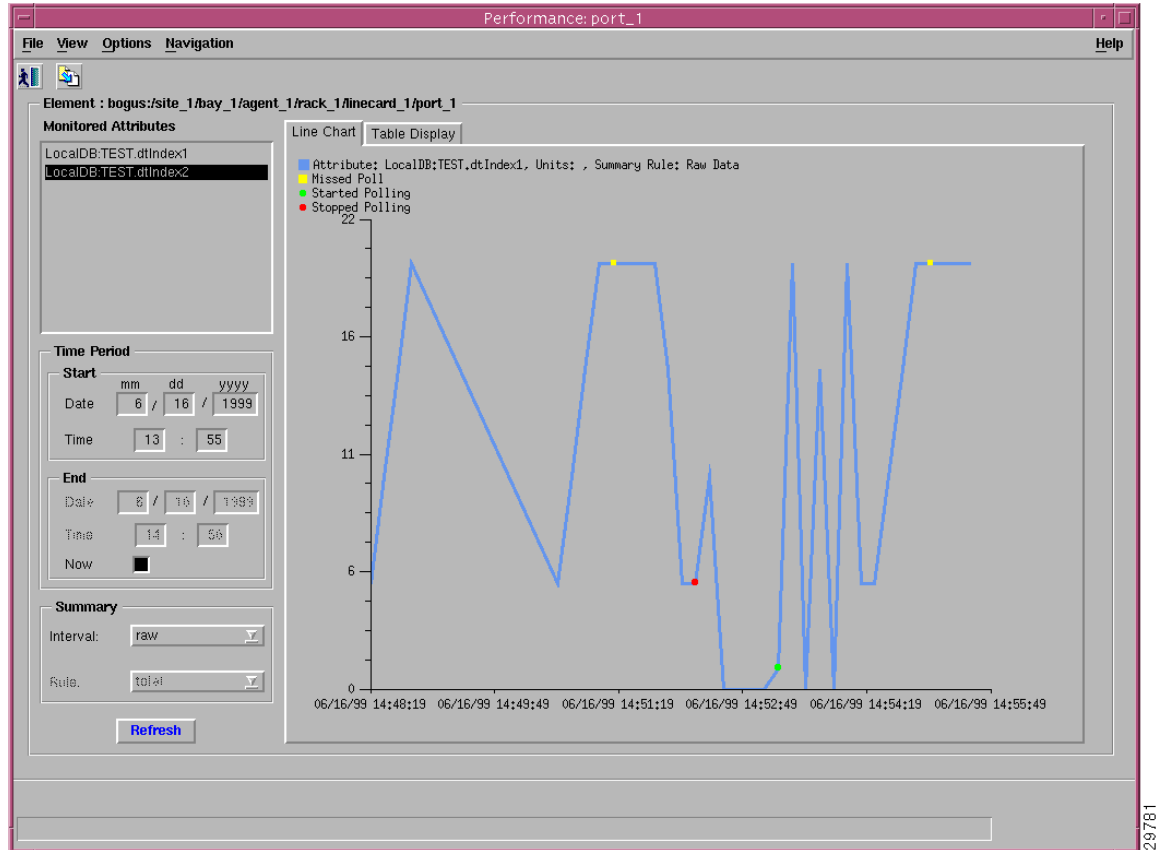 Performance: port_1
File View Options Navigation Help
Element : bogus:/site_1/bay_1/agent_1/rack_1/linecard_1/port_1
Monitored Attributes
LocalDB:TEST.dtIndex1
LocalDB:TEST.dtIndex2
Time Period
Start
mm dd yyyy
Date 6 / 16 / 1999
Time 13 : 55
End
Date 6 / 16 / 1999
Time 14 : 56
Now
Summary
Interval: raw
Rule. total
Refresh
Line Chart Table Display
Attribute: LocalDB:TEST.dtIndex1, Units: , Summary Rule: Raw Data
Missed Poll
Started Polling
Stopped Polling
22
16
11
6
0
06/16/99 14:48:19 06/16/99 14:49:49 06/16/99 14:51:19 06/16/99 14:52:49 06/16/99 14:54:19 06/16/99 14:55:49
29781